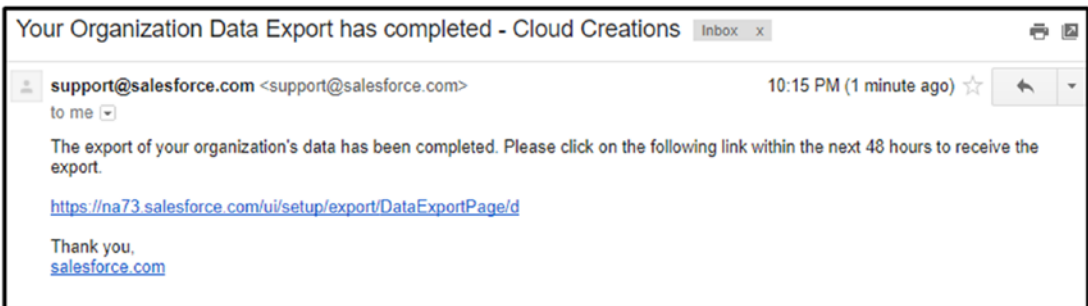 Your Organization Data Export has completed - Cloud Creations Inbox x
support@salesforce.com <support@salesforce.com> 10:15 PM (1 minute ago)
to me
The export of your organization's data has been completed. Please click on the following link within the next 48 hours to receive the
export.
https://na73.salesforce.com/ui/setup/export/DataExportPage/d
Thank you,
salesforce.com